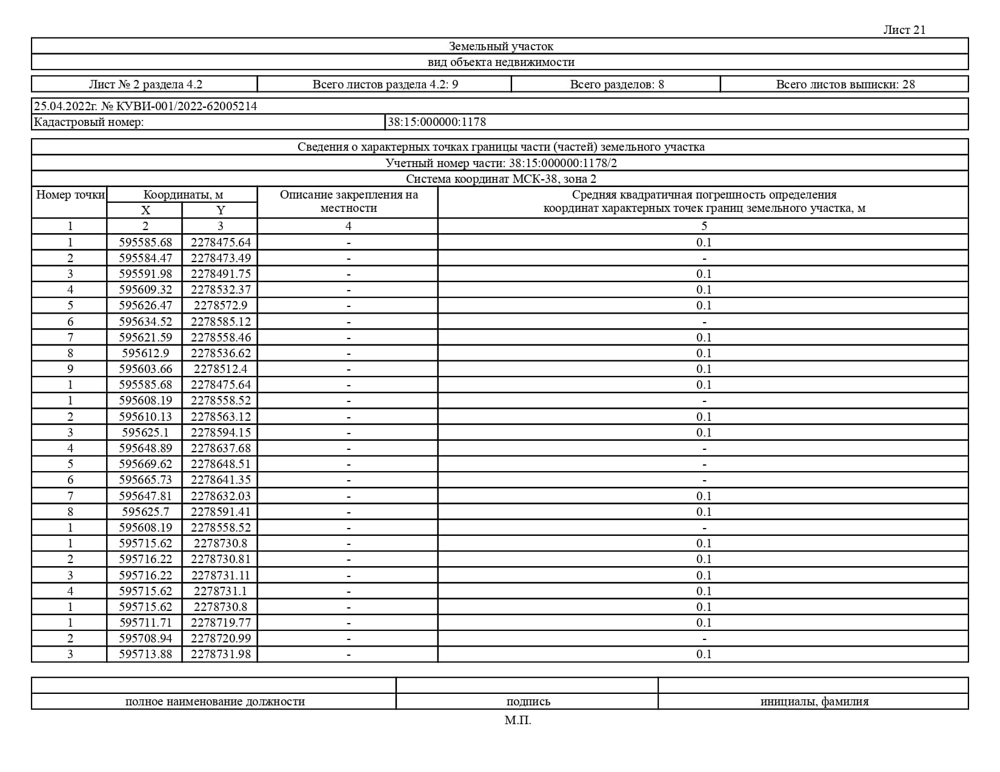 Лист 21
Земельный участок
вид объекта недвижимости
Лист № 2 раздела 4.2 Всего листов раздела 4.2: 9 Всего разделов: 8 Всего листов выписки: 28
25.04.2022г. № КУВИ-001/2022-62005214
Кадастровый номер: 38:15:000000:1178
Сведения о характерных точках границы части (частей) земельного участка
Учетный номер части: 38:15:000000:1178/2
Система координат МСК-38, зона 2
Номер точки Координаты, м Описание закрепления на Средняя квадратичная погрешность определения
X Y местности координат характерных точек границ земельного участка, м
1 2 3 4 5
1 595585.68 2278475.64 - 0.1
2 595584.47 2278473.49 - -
3 595591.98 2278491.75 - 0.1
4 595609.32 2278532.37 - 0.1
5 595626.47 2278572.9 - 0.1
6 595634.52 2278585.12 - -
7 595621.59 2278558.46 - 0.1
8 595612.9 2278536.62 - 0.1
9 595603.66 2278512.4 - 0.1
1 595585.68 2278475.64 - 0.1
1 595608.19 2278558.52 - -
2 595610.13 2278563.12 - 0.1
3 595625.1 2278594.15 - 0.1
4 595648.89 2278637.68 - -
5 595669.62 2278648.51 - -
6 595665.73 2278641.35 - -
7 595647.81 2278632.03 - 0.1
8 595625.7 2278591.41 - 0.1
1 595608.19 2278558.52 - -
1 595715.62 2278730.8 - 0.1
2 595716.22 2278730.81 - 0.1
3 595716.22 2278731.11 - 0.1
4 595715.62 2278731.1 - 0.1
1 595715.62 2278730.8 - 0.1
1 595711.71 2278719.77 - 0.1
2 595708.94 2278720.99 - -
3 595713.88 2278731.98 - 0.1
полное наименование должности подпись инициалы, фамилия
М.П.